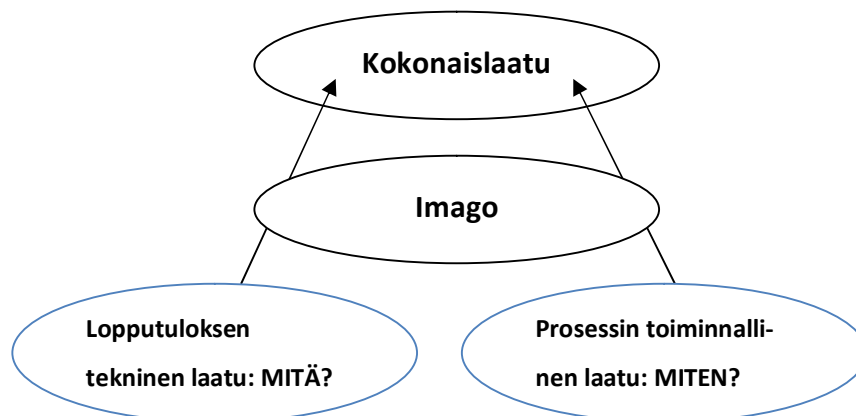 Kokonaislaatu
Imago
Lopputuloksen
tekninen laatu: MITÄ?
Prosessin toiminnalli-
nen laatu: MITEN?